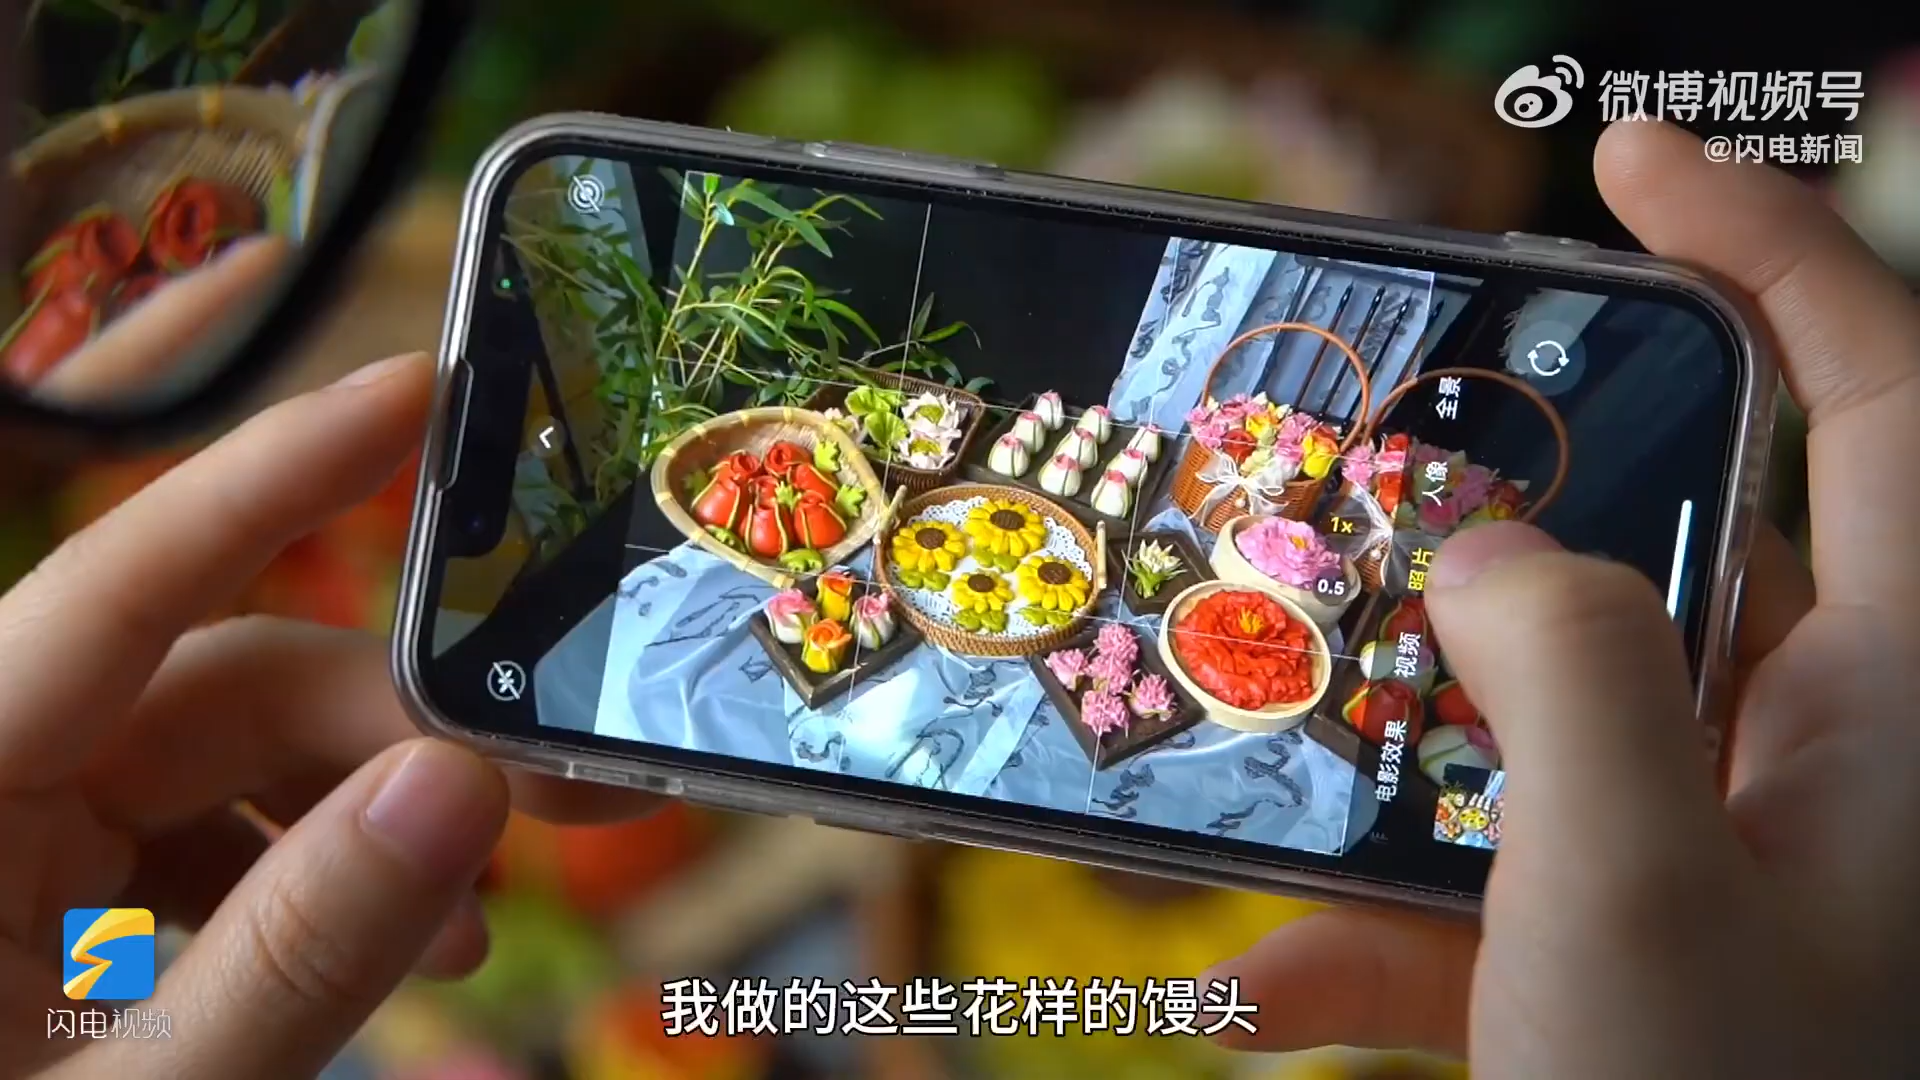 微博视频号
@闪电新闻
全景
人像
1x
照片
0.5
视频
电影效果
闪电视频
我做的这些花样的馒头